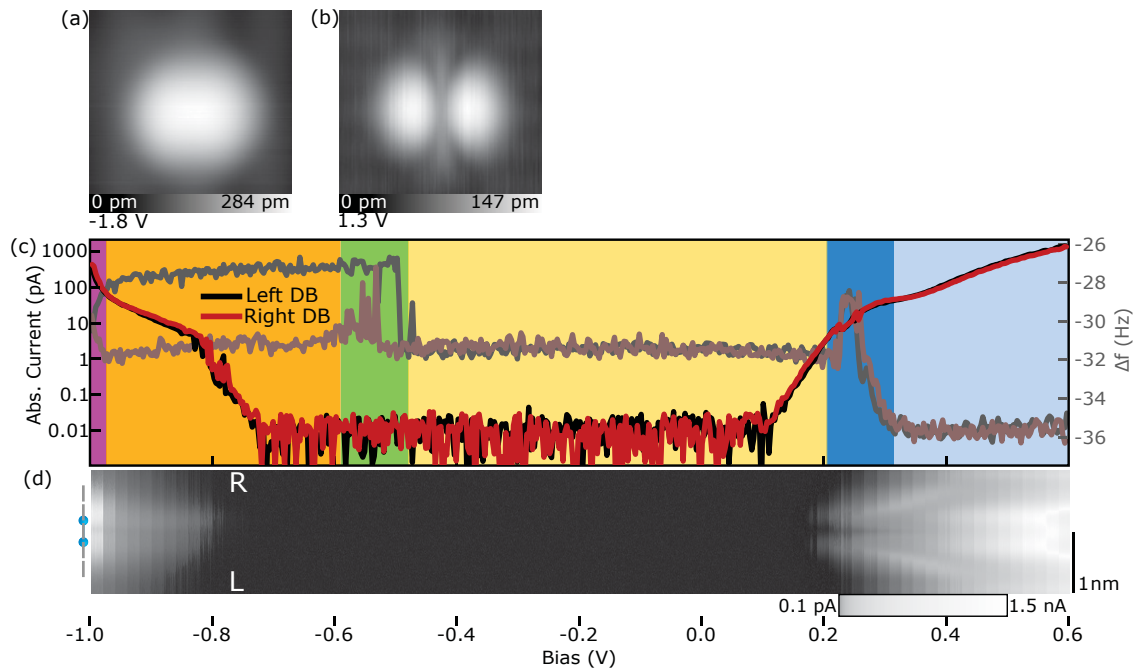 (a)
(b)
0 pm 284 pm
-1.8 V
0 pm 147 pm
1.3 V
(c)
Abs. Current (pA)
1000
100
10
1
0.1
0.01
Left DB
Right DB
-26
-28
-30
-32
-34
-36
Δf (Hz)
(d)
R
L
1nm
0.1 pA 1.5 nA
-1.0 -0.8 -0.6 -0.4 -0.2 0.0 0.2 0.4 0.6
Bias (V)